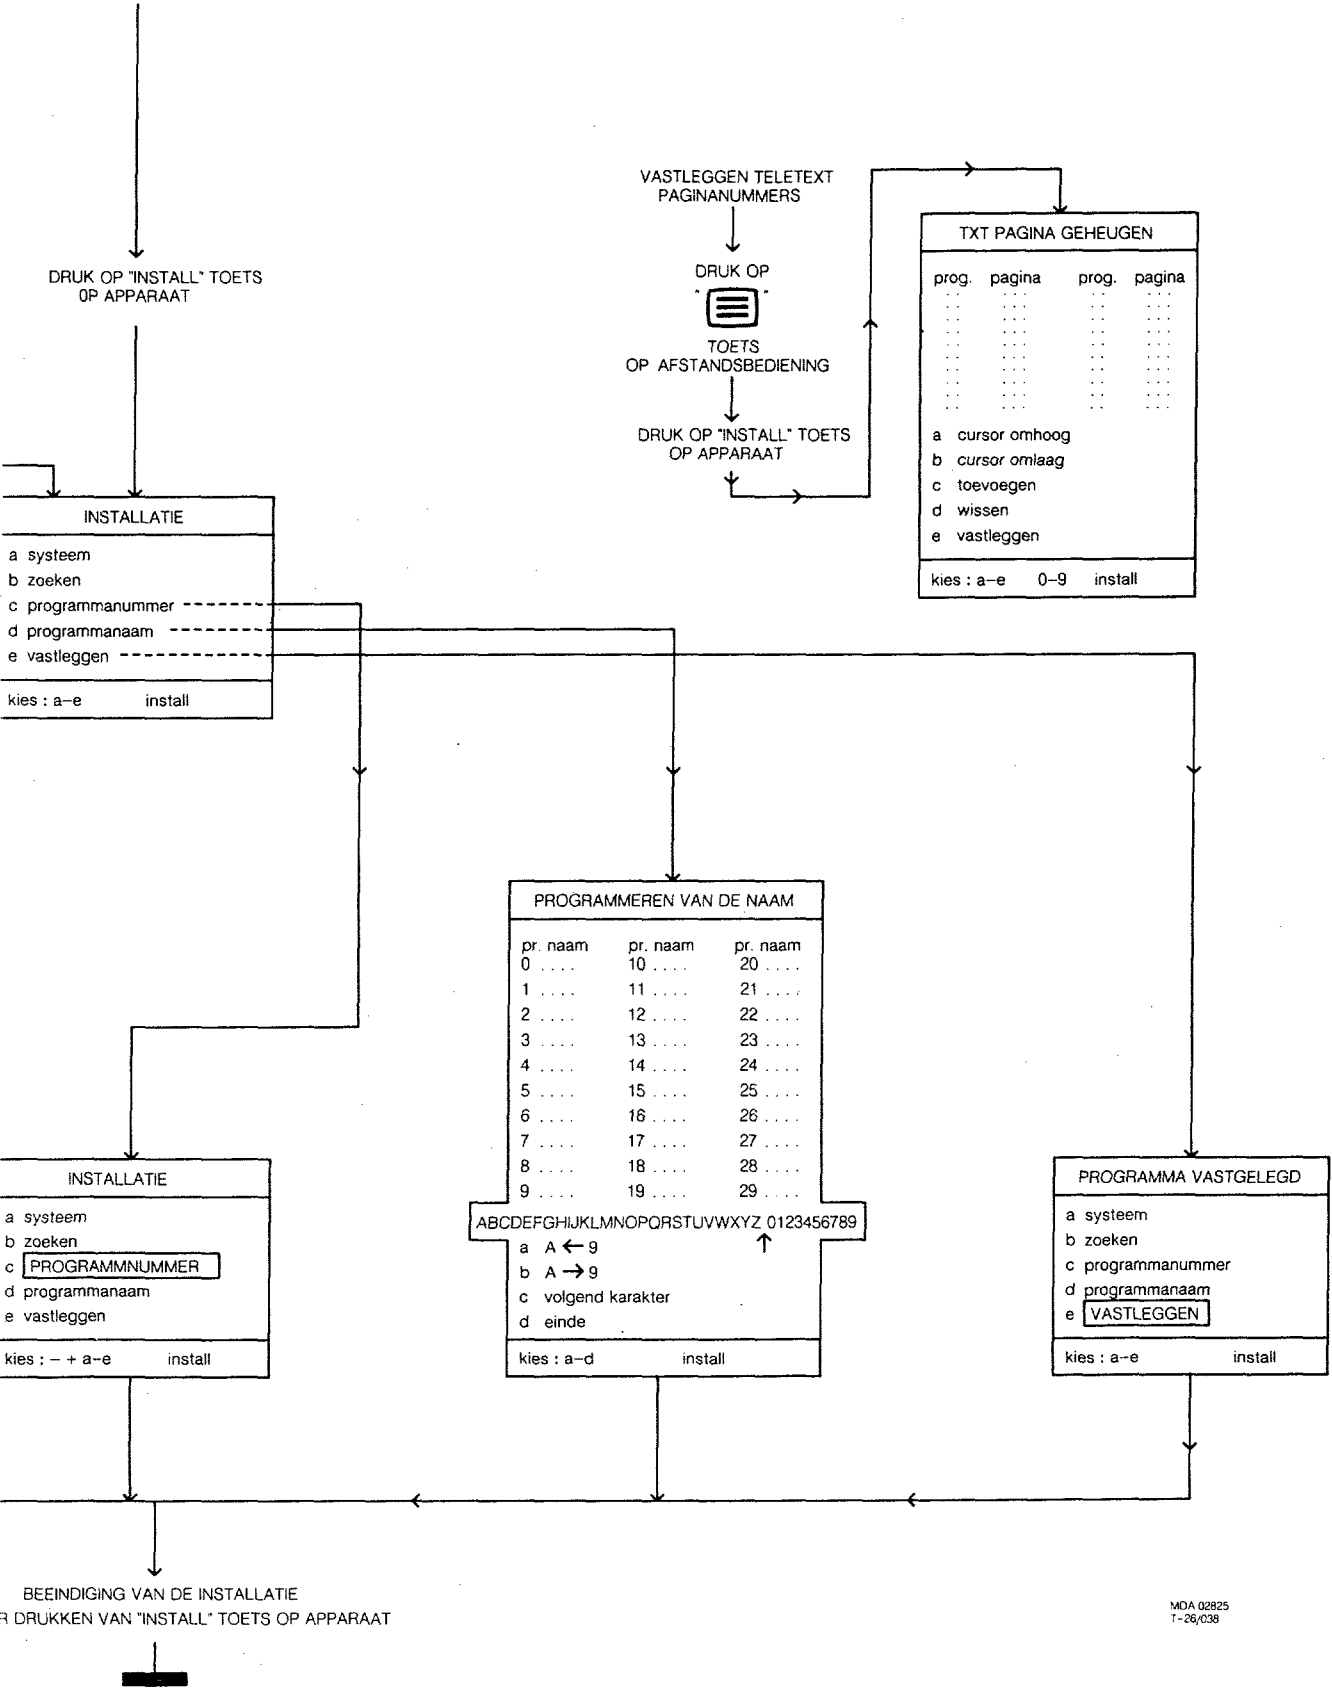 VASTLEGGEN TELETEXT
PAGINANUMMERS
DRUK OP
" "
TOETS
OP AFSTANDSBEDIENING
DRUK OP "INSTALL" TOETS
OP APPARAAT
TXT PAGINA GEHEUGEN
prog. pagina prog. pagina
. . . . . . . . . .
. . . . . . . . . .
. . . . . . . . . .
. . . . . . . . . .
. . . . . . . . . .
. . . . . . . . . .
. . . . . . . . . .
. . . . . . . . . .
. . . . . . . . . .
. . . . . . . . . .
a cursor omhoog
b cursor omlaag
c toevoegen
d wissen
e vastleggen
kies : a-e 0-9 install
DRUK OP "INSTALL" TOETS
OP APPARAAT
INSTALLATIE
a systeem
b zoeken
c programmanummer
d programmanaam
e vastleggen
kies : a-e install
INSTALLATIE
a systeem
b zoeken
c PROGRAMMNUMMER
d programmanaam
e vastleggen
kies : - + a-e install
PROGRAMMEREN VAN DE NAAM
pr. naam pr. naam pr. naam
0 .... 10 .... 20 ....
1 .... 11 .... 21 ....
2 .... 12 .... 22 ....
3 .... 13 .... 23 ....
4 .... 14 .... 24 ....
5 .... 15 .... 25 ....
6 .... 16 .... 26 ....
7 .... 17 .... 27 ....
8 .... 18 .... 28 ....
9 .... 19 .... 29 ....
ABCDEFGHIJKLMNOPQRSTUVWXYZ 0123456789
a A ← 9
b A → 9
c volgend karakter
d einde
kies : a-d install
PROGRAMMA VASTGELEGD
a systeem
b zoeken
c programmanummer
d programmanaam
e VASTLEGGEN
kies : a-e install
BEEINDIGING VAN DE INSTALLATIE
R DRUKKEN VAN "INSTALL" TOETS OP APPARAAT
MDA 02825
T-26/038